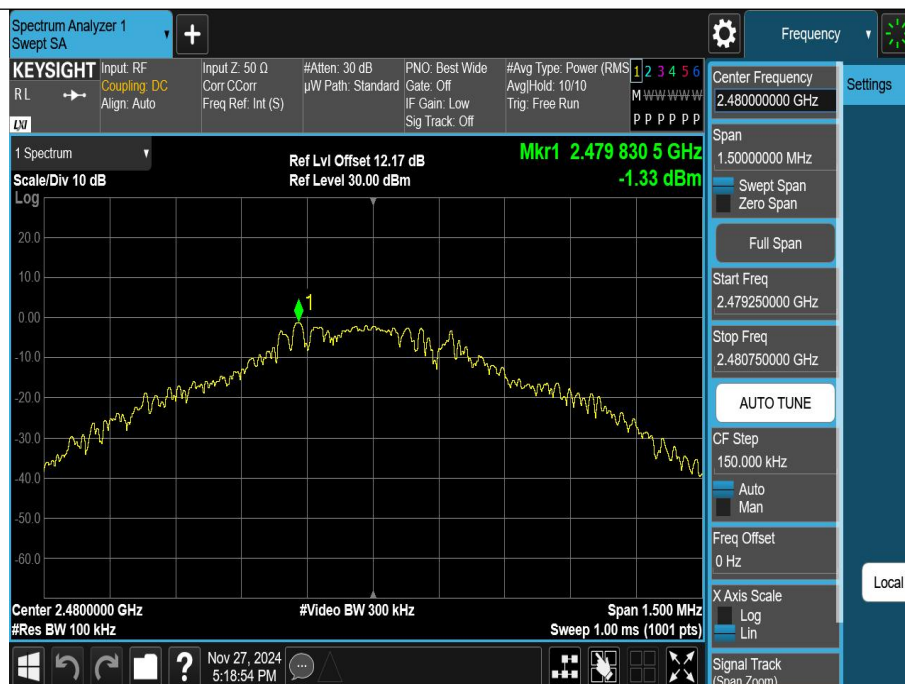 Spectrum Analyzer 1
Swept SA
Frequency
KEYSIGHT
RL
LXI
Input: RF
Coupling: DC
Align: Auto
Input Z: 50 Ω
Corr CCorr
Freq Ref: Int (S)
#Atten: 30 dB
µW Path: Standard
PNO: Best Wide
Gate: Off
IF Gain: Low
Sig Track: Off
#Avg Type: Power (RMS
Avg|Hold: 10/10
Trig: Free Run
1 2 3 4 5 6
M W W W W W
P P P P P P
1 Spectrum
Scale/Div 10 dB
Log
Ref Lvl Offset 12.17 dB
Ref Level 30.00 dBm
Mkr1 2.479 830 5 GHz
-1.33 dBm
20.0
10.0
0.00
-10.0
-20.0
-30.0
-40.0
-50.0
-60.0
1
Center 2.4800000 GHz
#Res BW 100 kHz
#Video BW 300 kHz
Span 1.500 MHz
Sweep 1.00 ms (1001 pts)
Nov 27, 2024
5:18:54 PM
Center Frequency
2.480000000 GHz
Span
1.50000000 MHz
Swept Span
Zero Span
Full Span
Start Freq
2.479250000 GHz
Stop Freq
2.480750000 GHz
AUTO TUNE
CF Step
150.000 kHz
Auto
Man
Freq Offset
0 Hz
X Axis Scale
Log
Lin
Signal Track
(Span Zoom)
Settings
Local